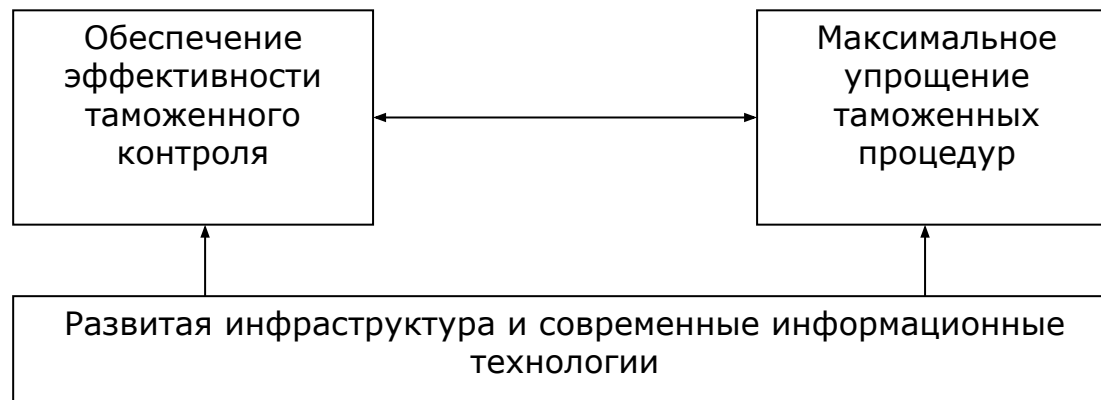 Обеспечение
эффективности
таможенного
контроля
Максимальное
упрощение
таможенных
процедур
Развитая инфраструктура и современные информационные
технологии